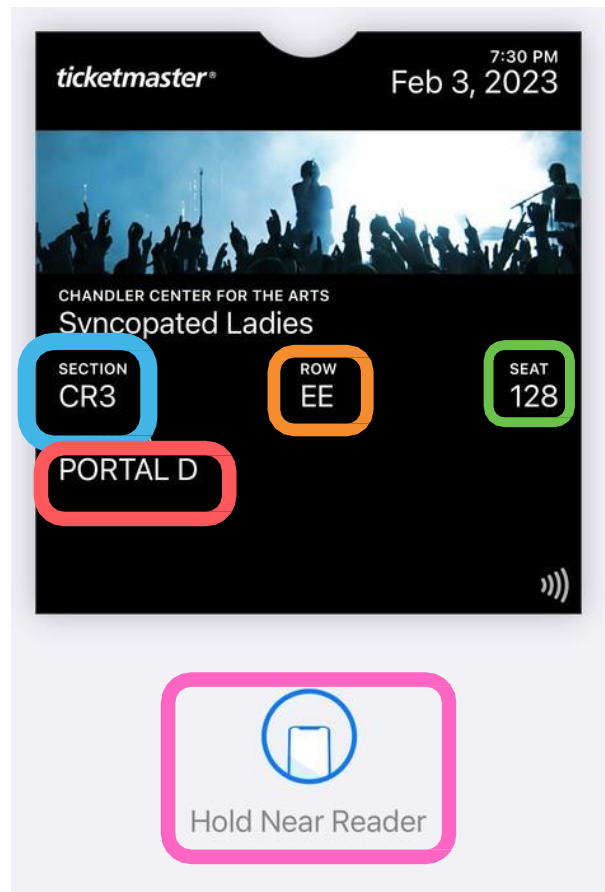 7:30 PM
ticketmaster®
Feb 3, 2023
CHANDLER CENTER FOR THE ARTS
Syncopated Ladies
SECTION ROW SEAT
CR3 EE 128
PORTAL D
Hold Near Reader